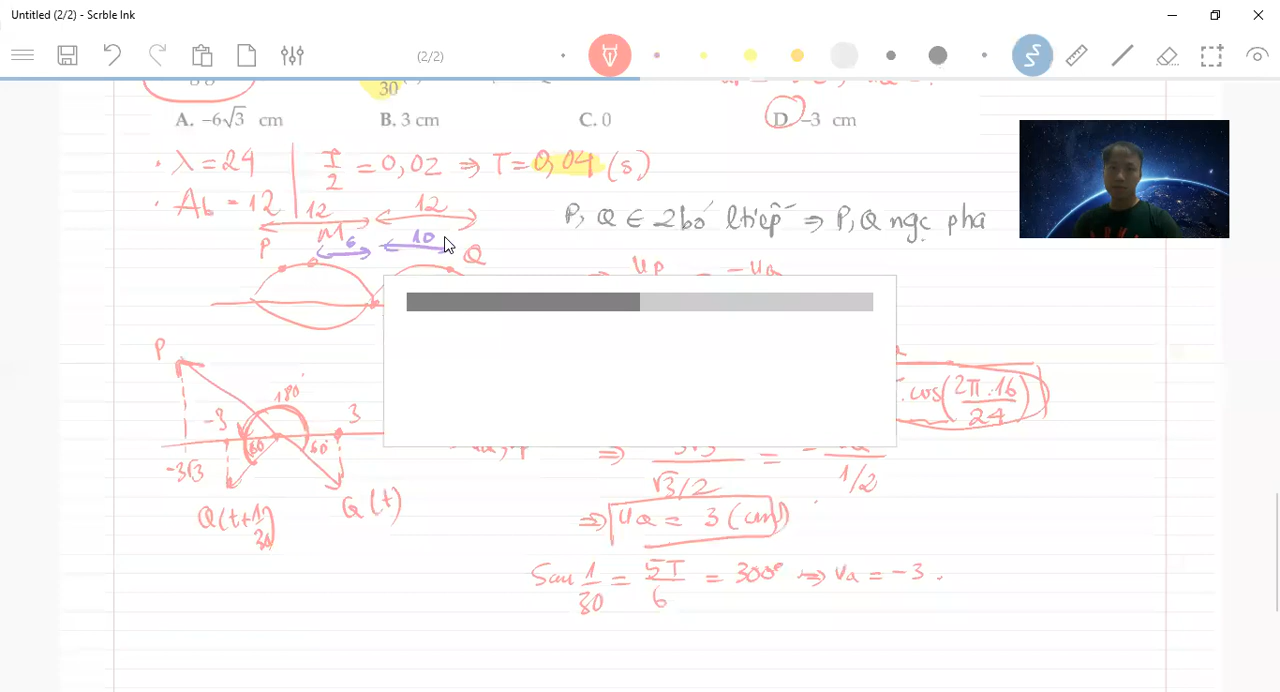 Untitled (2/2) - Scrble Ink
(2/2)
30
A. −6√3 cm B. 3 cm C. 0 D. −3 cm
· λ = 24
T/2 = 0,02 ⇒ T = 0,04 (s)
· Ab = 12
12 12
P, Q ∈ 2 bó ltiếp ⇒ P, Q ngc pha
P M 6 10 Q
⇒ uP = −uQ
P
180°
cos(2π.16/24)
−3 3
60 60°
−3√3
⇒ /√3/2 = − /1/2
Q(t+1/30) Q(t)
⇒ uQ = 3 (cm)
Sau 1/30 = 5T/6 = 300° ⇒ uQ = −3.